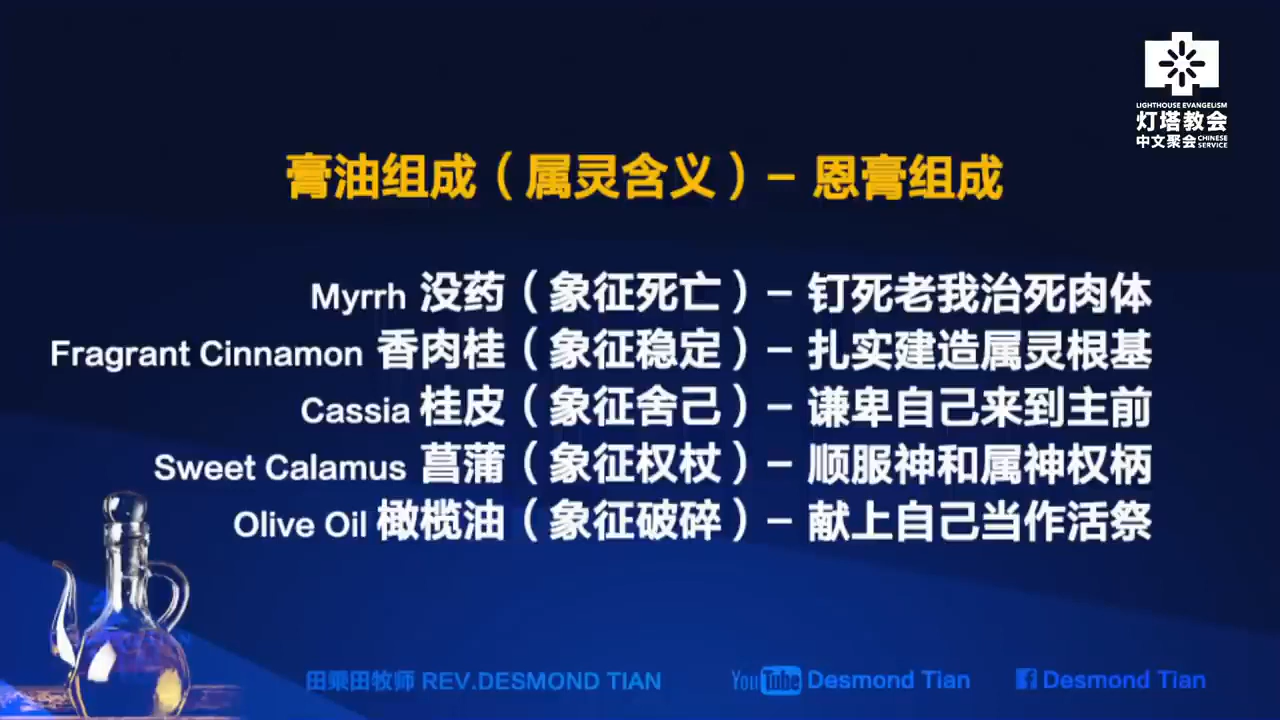 LIGHTHOUSE EVANGELISM
灯塔教会
中文聚会 CHINESE SERVICE
膏油组成（属灵含义）– 恩膏组成
Myrrh 没药（象征死亡）– 钉死老我治死肉体
Fragrant Cinnamon 香肉桂（象征稳定）– 扎实建造属灵根基
Cassia 桂皮（象征舍己）– 谦卑自己来到主前
Sweet Calamus 菖蒲（象征权杖）– 顺服神和属神权柄
Olive Oil 橄榄油（象征破碎）– 献上自己当作活祭
田乘田牧师 REV.DESMOND TIAN YouTube Desmond Tian f Desmond Tian